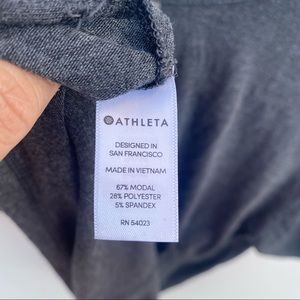 ATHLETA
DESIGNED IN
SAN FRANCISCO
MADE IN VIETNAM
67% MODAL
28% POLYESTER
5% SPANDEX
RN 54023